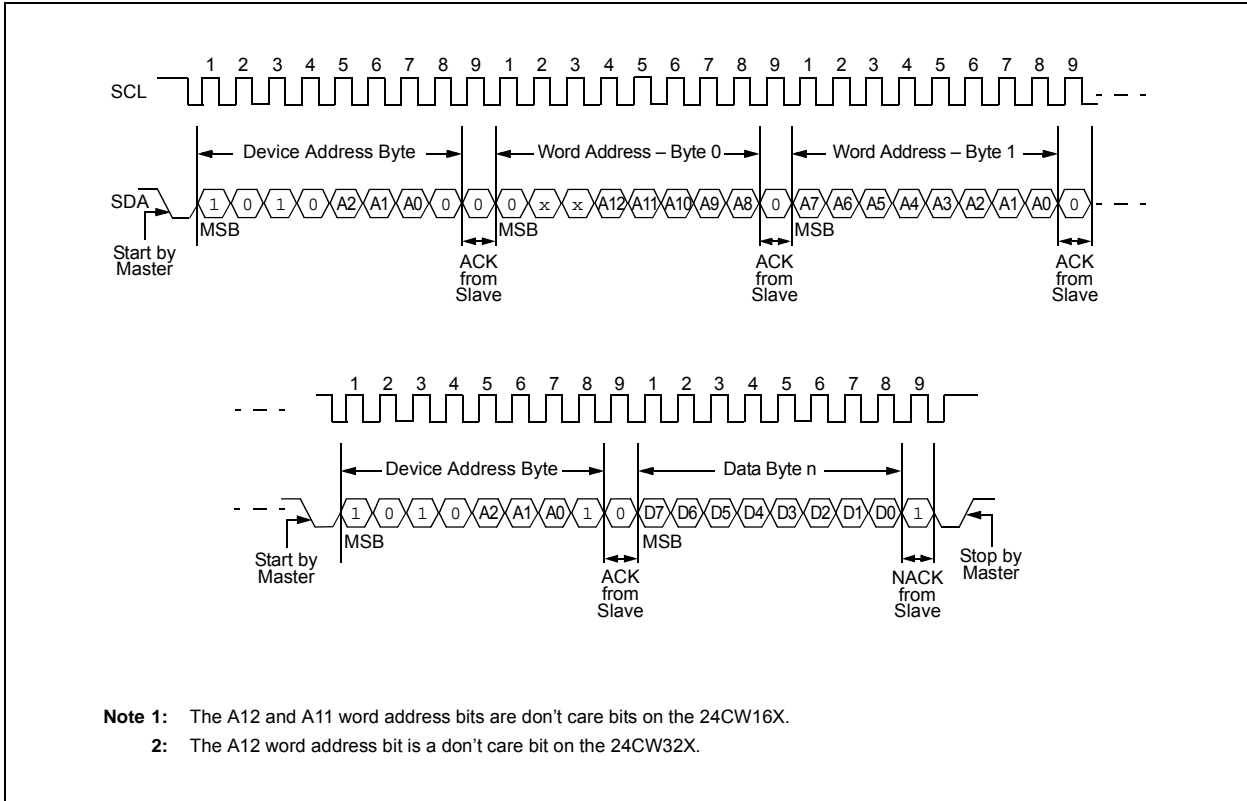 1 2 3 4 5 6 7 8 9 1 2 3 4 5 6 7 8 9 1 2 3 4 5 6 7 8 9
SCL
Device Address Byte Word Address – Byte 0 Word Address – Byte 1
SDA 1 0 1 0 A2 A1 A0 0 0 0 x x A12 A11 A10 A9 A8 0 A7 A6 A5 A4 A3 A2 A1 A0 0
MSB MSB MSB
Start by
Master
ACK
from
Slave
ACK
from
Slave
ACK
from
Slave
1 2 3 4 5 6 7 8 9 1 2 3 4 5 6 7 8 9
Device Address Byte Data Byte n
1 0 1 0 A2 A1 A0 1 0 D7 D6 D5 D4 D3 D2 D1 D0 1
MSB MSB
Start by
Master
ACK
from
Slave
NACK
from
Slave
Stop by
Master
Note 1: The A12 and A11 word address bits are don't care bits on the 24CW16X.
2: The A12 word address bit is a don't care bit on the 24CW32X.